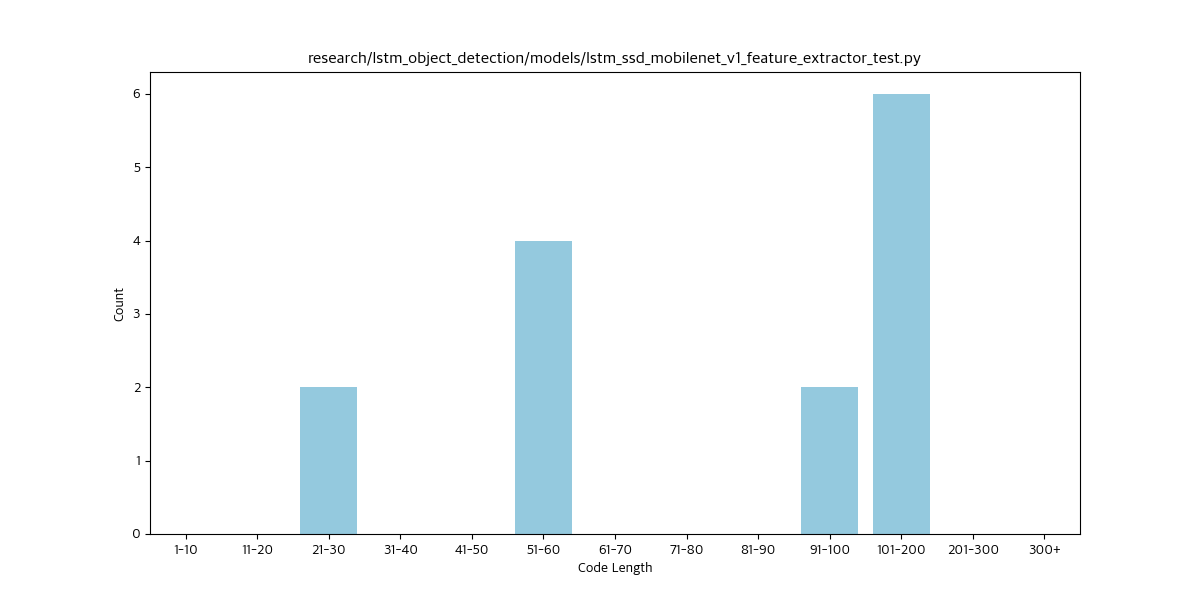 research/lstm_object_detection/models/lstm_ssd_mobilenet_v1_feature_extractor_test.py
6
5
4
3
2
1
0
Count
1-10 11-20 21-30 31-40 41-50 51-60 61-70 71-80 81-90 91-100 101-200 201-300 300+
Code Length